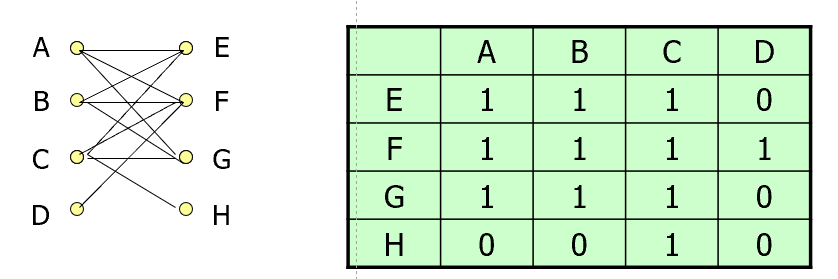 A E
B F
C G
D H
A B C D
E 1 1 1 0
F 1 1 1 1
G 1 1 1 0
H 0 0 1 0